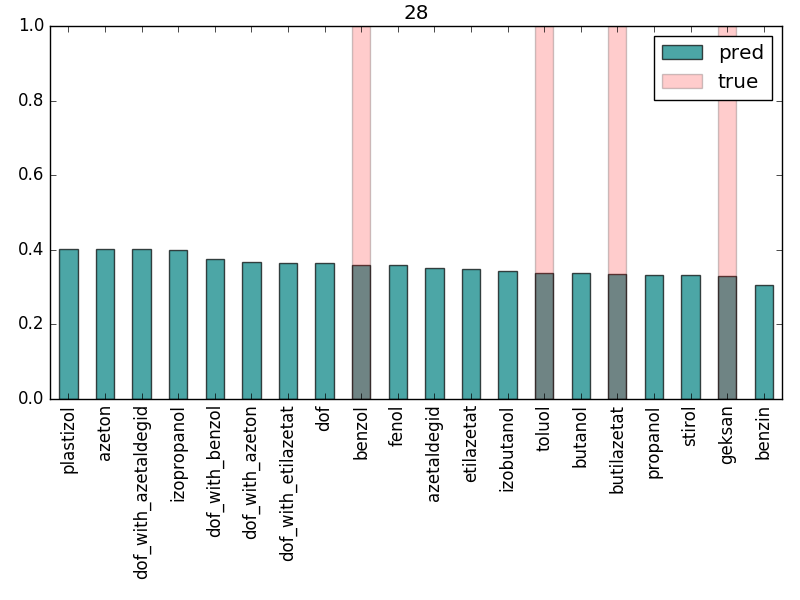 28
1.0
0.8
0.6
0.4
0.2
0.0
pred
true
plastizol
azeton
dof_with_azetaldegid
izopropanol
dof_with_benzol
dof_with_azeton
dof_with_etilazetat
dof
benzol
fenol
azetaldegid
etilazetat
izobutanol
toluol
butanol
butilazetat
propanol
stirol
geksan
benzin